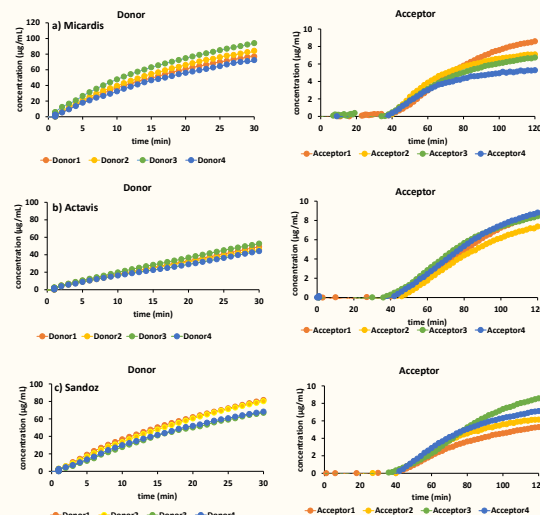 Donor
a) Micardis
concentration (µg/mL)
120
100
80
60
40
20
0
0 5 10 15 20 25 30
time (min)
Donor1 Donor2 Donor3 Donor4
Acceptor
concentration (µg/mL)
10
8
6
4
2
0
0 20 40 60 80 100 120
time (min)
Acceptor1 Acceptor2 Acceptor3 Acceptor4
Donor
b) Actavis
concentration (µg/mL)
100
80
60
40
20
0
0 5 10 15 20 25 30
time (min)
Donor1 Donor2 Donor3 Donor4
Acceptor
concentration (µg/mL)
10
8
6
4
2
0
0 20 40 60 80 100 120
time (min)
Acceptor1 Acceptor2 Acceptor3 Acceptor4
Donor
c) Sandoz
concentration (µg/mL)
100
80
60
40
20
0
0 5 10 15 20 25 30
time (min)
Donor1 Donor2 Donor3 Donor4
Acceptor
concentration (µg/mL)
10
8
6
4
2
0
0 20 40 60 80 100 120
time (min)
Acceptor1 Acceptor2 Acceptor3 Acceptor4